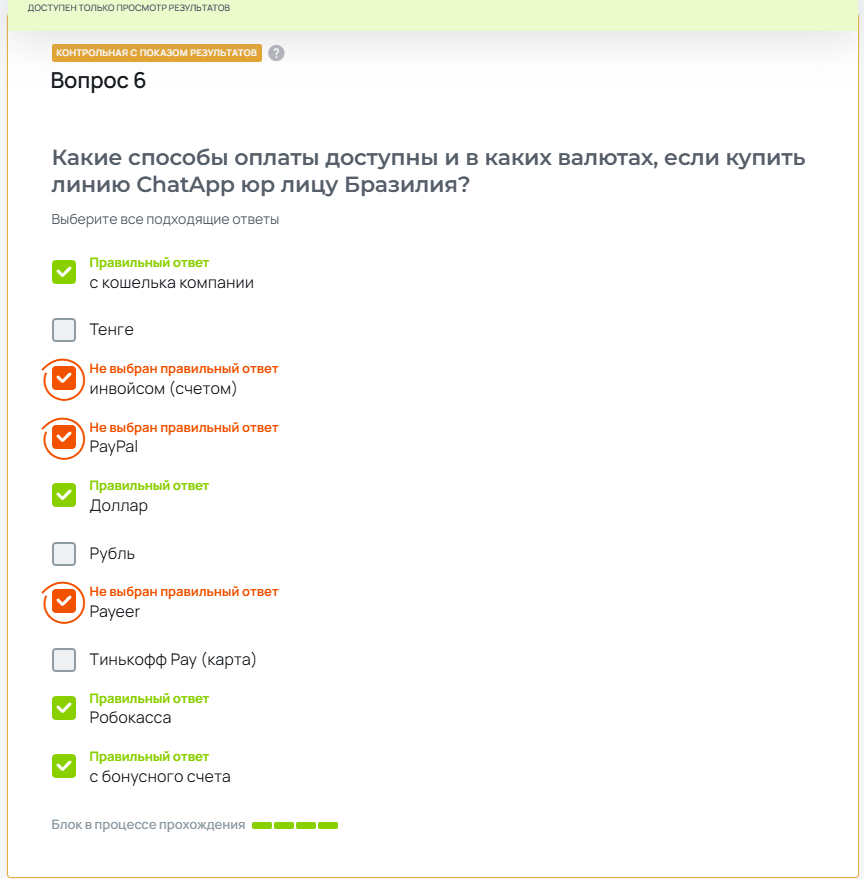 ДОСТУПЕН ТОЛЬКО ПРОСМОТР РЕЗУЛЬТАТОВ
КОНТРОЛЬНАЯ С ПОКАЗОМ РЕЗУЛЬТАТОВ ?
Вопрос 6
Какие способы оплаты доступны и в каких валютах, если купить
линию ChatApp юр лицу Бразилия?
Выберите все подходящие ответы
Правильный ответ
с кошелька компании
Тенге
Не выбран правильный ответ
инвойсом (счетом)
Не выбран правильный ответ
PayPal
Правильный ответ
Доллар
Рубль
Не выбран правильный ответ
Payeer
Тинькофф Pay (карта)
Правильный ответ
Робокасса
Правильный ответ
с бонусного счета
Блок в процессе прохождения